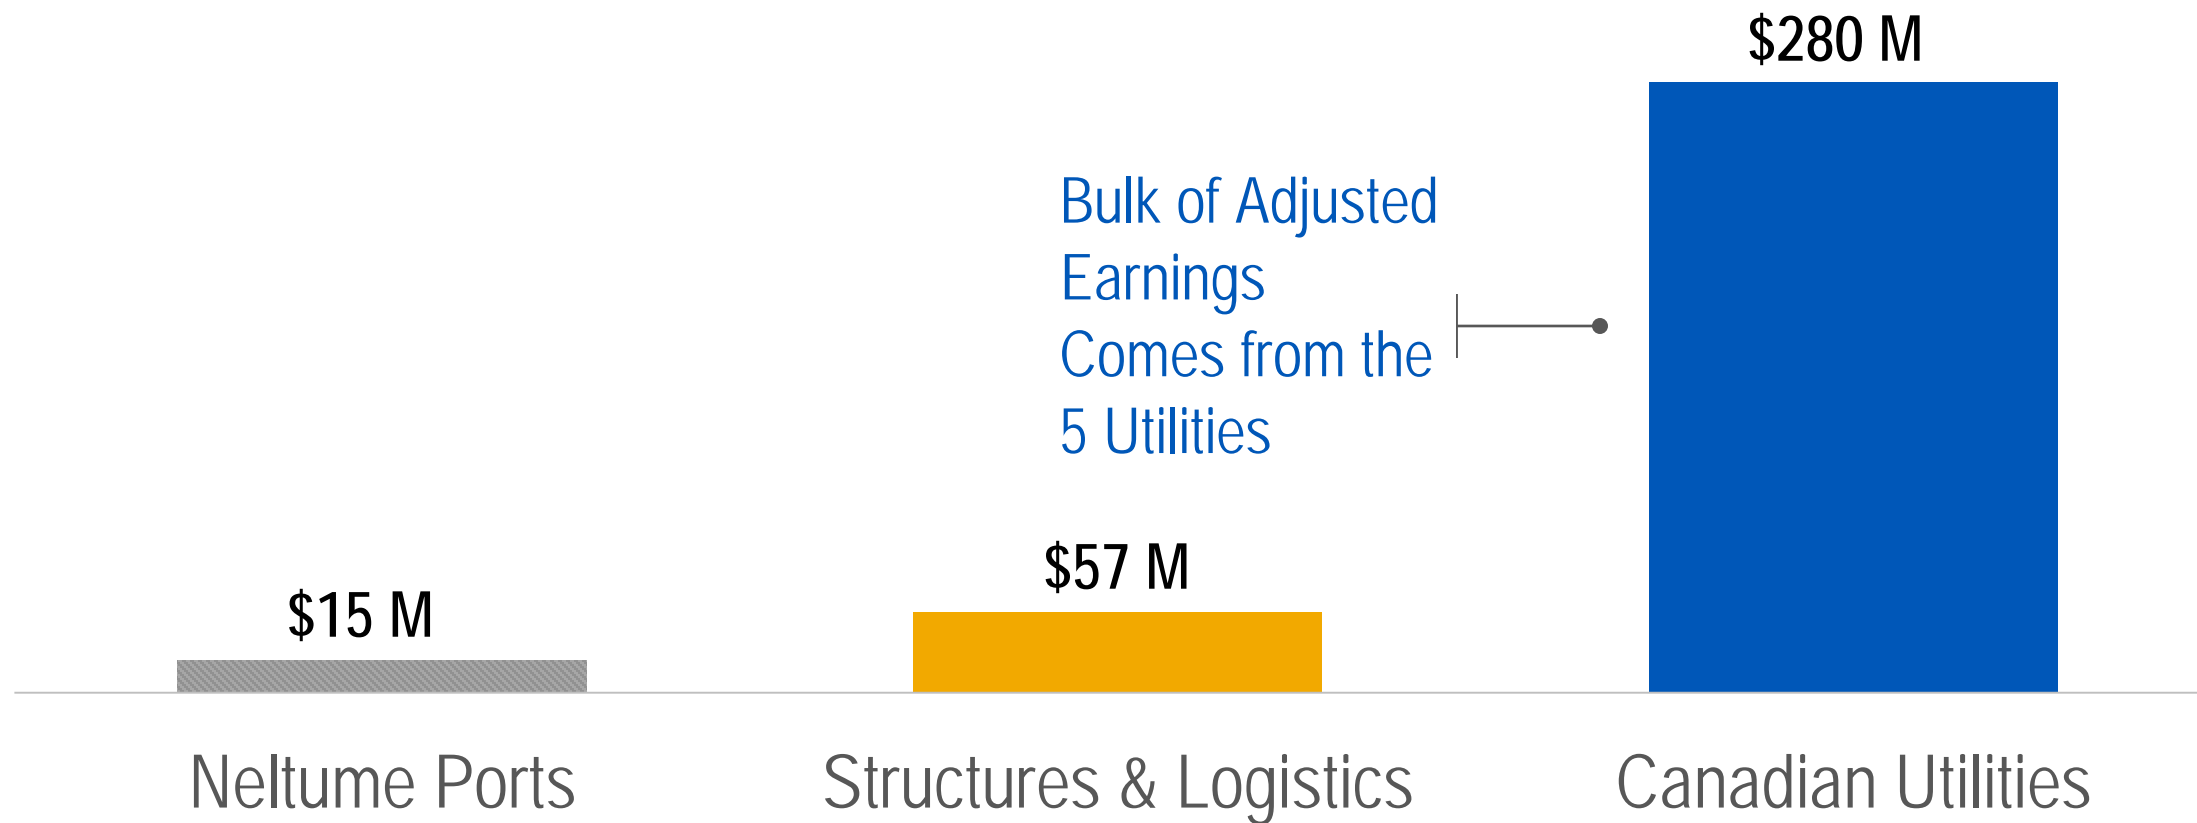 $280 M
Bulk of Adjusted
Earnings
Comes from the
5 Utilities
$57 M
$15 M
Neltume Ports
Structures & Logistics
Canadian Utilities